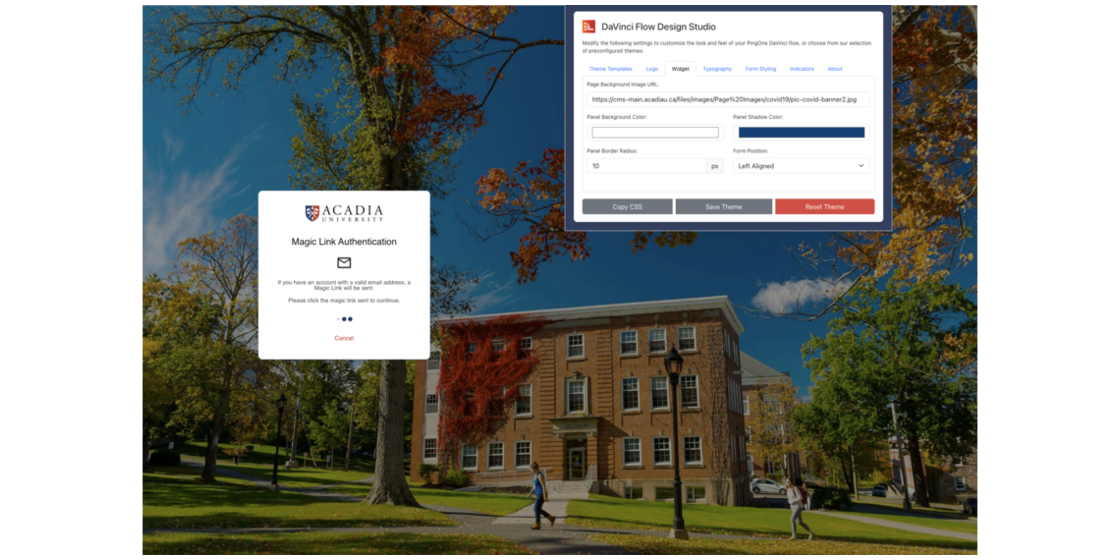 DaVinci Flow Design Studio
Modify the following settings to customize the look and feel of your PingOne DaVinci flow, or choose from our selection
of preconfigured themes.
Theme Templates Logo Widget Typography Form Styling Indicators About
Page Background Image URL:
https://cms-main.acadiau.ca/files/images/Page%20Images/covid19/pic-covid-banner2.jpg
Panel Background Color: Panel Shadow Color:
Panel Border Radius: Form Position:
10 px Left Aligned
Copy CSS Save Theme Reset Theme
ACADIA
UNIVERSITY
Magic Link Authentication
If you have an account with a valid email address, a
Magic Link will be sent.
Please click the magic link sent to continue.
Cancel